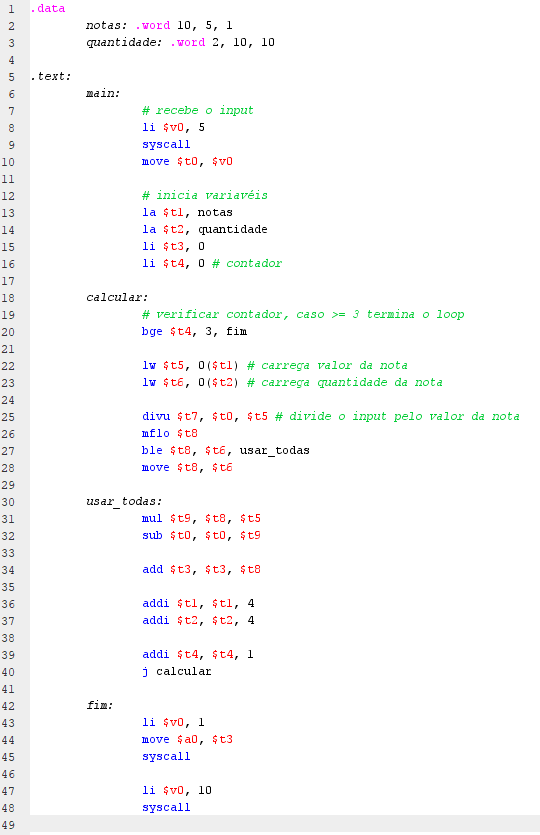 1 .data
2 notas: .word 10, 5, 1
3 quantidade: .word 2, 10, 10
4
5 .text:
6 main:
7 # recebe o input
8 li $v0, 5
9 syscall
10 move $t0, $v0
11
12 # inicia variavéis
13 la $t1, notas
14 la $t2, quantidade
15 li $t3, 0
16 li $t4, 0 # contador
17
18 calcular:
19 # verificar contador, caso >= 3 termina o loop
20 bge $t4, 3, fim
21
22 lw $t5, 0($t1) # carrega valor da nota
23 lw $t6, 0($t2) # carrega quantidade da nota
24
25 divu $t7, $t0, $t5 # divide o input pelo valor da nota
26 mflo $t8
27 ble $t8, $t6, usar_todas
28 move $t8, $t6
29
30 usar_todas:
31 mul $t9, $t8, $t5
32 sub $t0, $t0, $t9
33
34 add $t3, $t3, $t8
35
36 addi $t1, $t1, 4
37 addi $t2, $t2, 4
38
39 addi $t4, $t4, 1
40 j calcular
41
42 fim:
43 li $v0, 1
44 move $a0, $t3
45 syscall
46
47 li $v0, 10
48 syscall
49